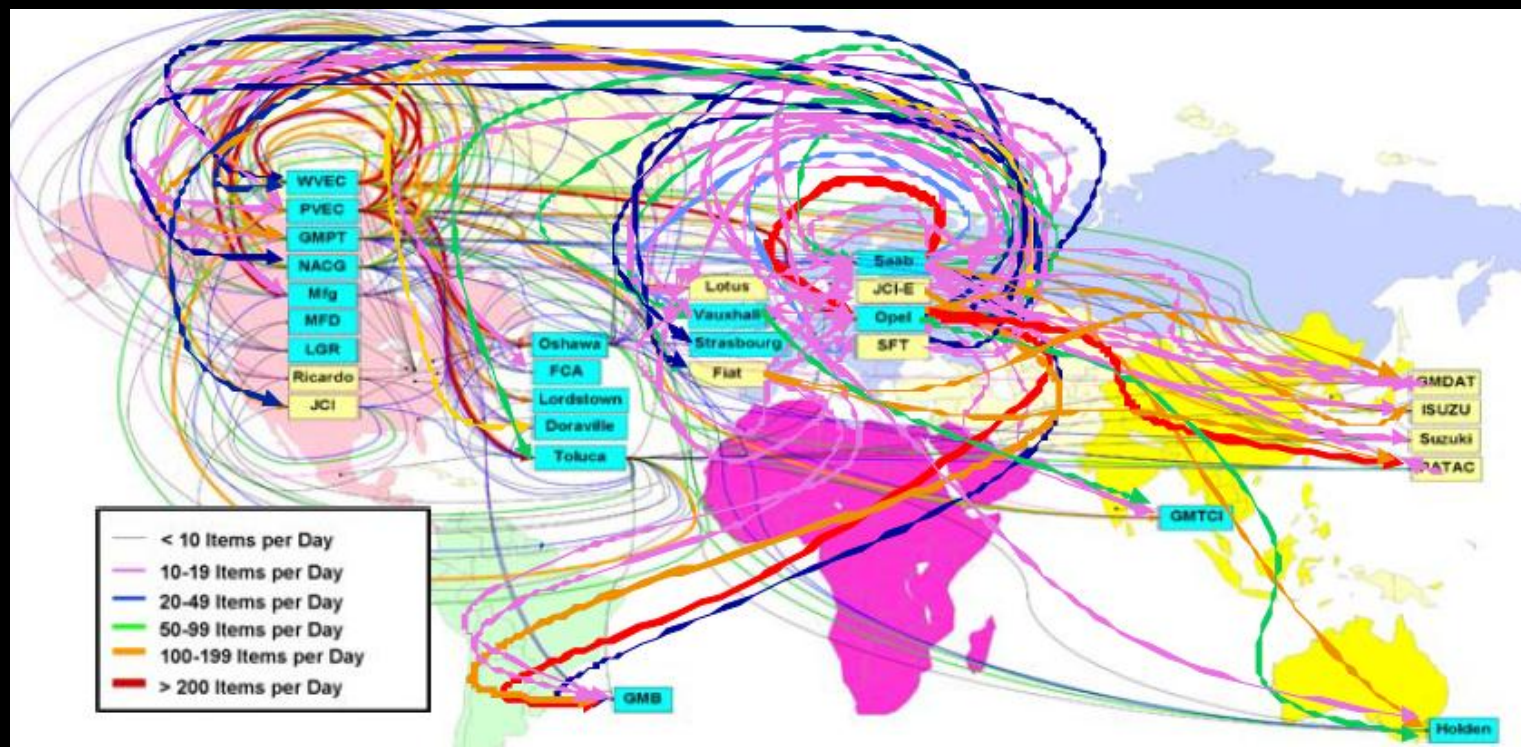 WVEC
PVEC
GMPT
NACG
Mfg
MFD
LGR
Ricardo
JCI
Oshawa
FCA
Lordstown
Doraville
Toluca
Lotus
Vauxhall
Strasbourg
Fiat
Saab
JCI-E
Opel
SFT
GMDAT
ISUZU
Suzuki
PATAC
GMTCI
GMB
Holden
< 10 Items per Day
10-19 Items per Day
20-49 Items per Day
50-99 Items per Day
100-199 Items per Day
> 200 Items per Day